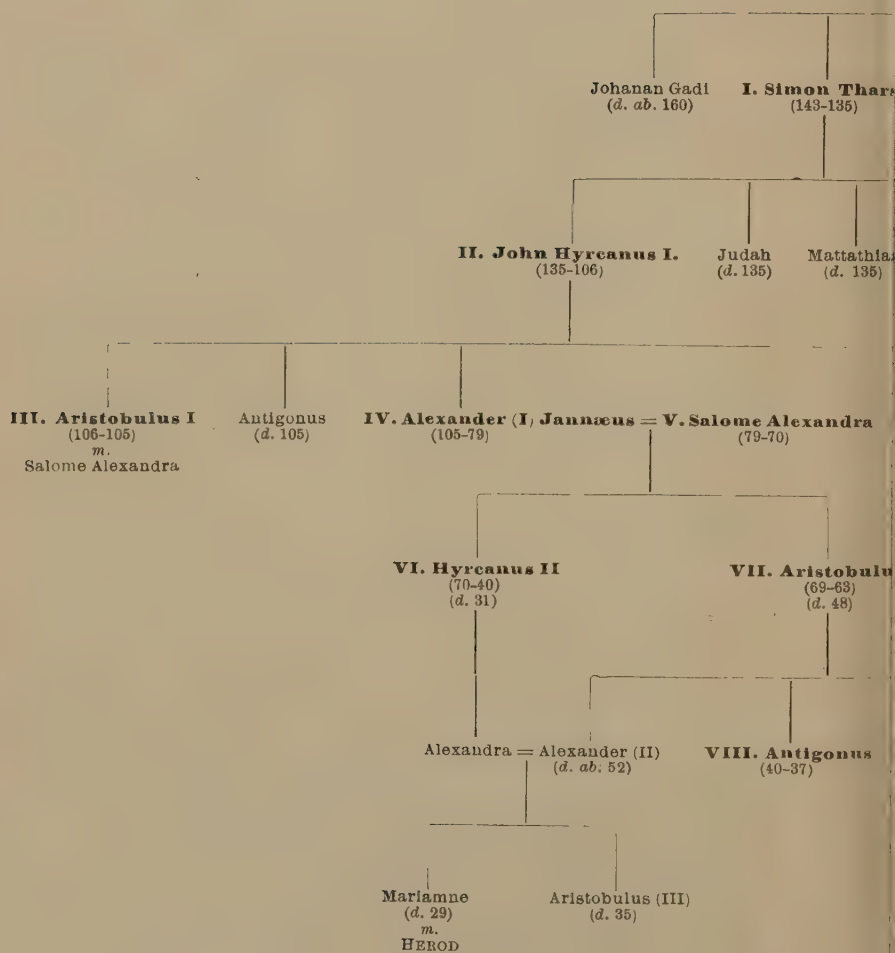 Johanan Gadi I. Simon Thars
(d. ab. 160) (143-135)
II. John Hyrcanus I. Judah Mattathia
(135-106) (d. 135) (d. 135)
III. Aristobulus I Antigonus IV. Alexander (I) Jannæus = V. Salome Alexandra
(106-105) (d. 105) (105-79) (79-70)
m.
Salome Alexandra
VI. Hyrcanus II VII. Aristobulu
(70-40) (69-63)
(d. 31) (d. 48)
Alexandra = Alexander (II) VIII. Antigonus
(d. ab. 52) (40-37)
Mariamne Aristobulus (III)
(d. 29) (d. 35)
m.
HEROD